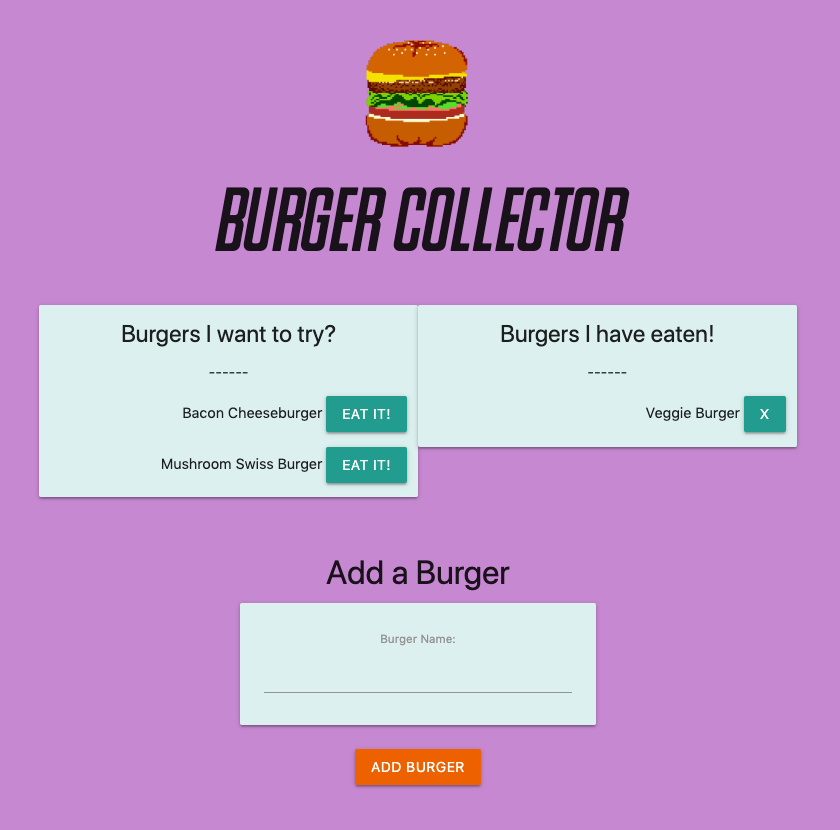 BURGER COLLECTOR
Burgers I want to try?
------
Bacon Cheeseburger EAT IT!
Mushroom Swiss Burger EAT IT!
Burgers I have eaten!
------
Veggie Burger X
Add a Burger
Burger Name:
ADD BURGER